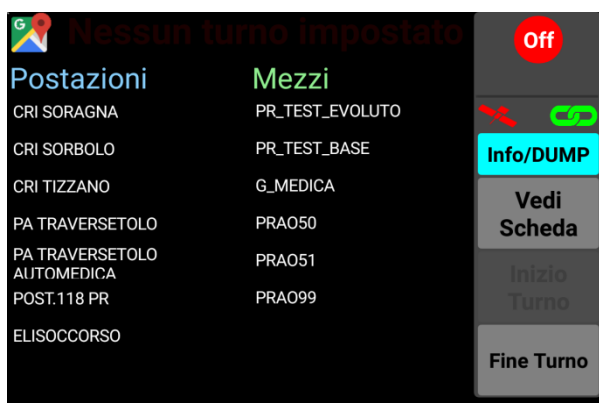 G
Nessun turno impostato
Off
Postazioni
Mezzi
CRI SORAGNA
PR_TEST_EVOLUTO
CRI SORBOLO
PR_TEST_BASE
Info/DUMP
CRI TIZZANO
G_MEDICA
Vedi
Scheda
PA TRAVERSETOLO
PRAO50
PA TRAVERSETOLO
AUTOMEDICA
PRAO51
Inizio
Turno
POST.118 PR
PRAO99
ELISOCCORSO
Fine Turno